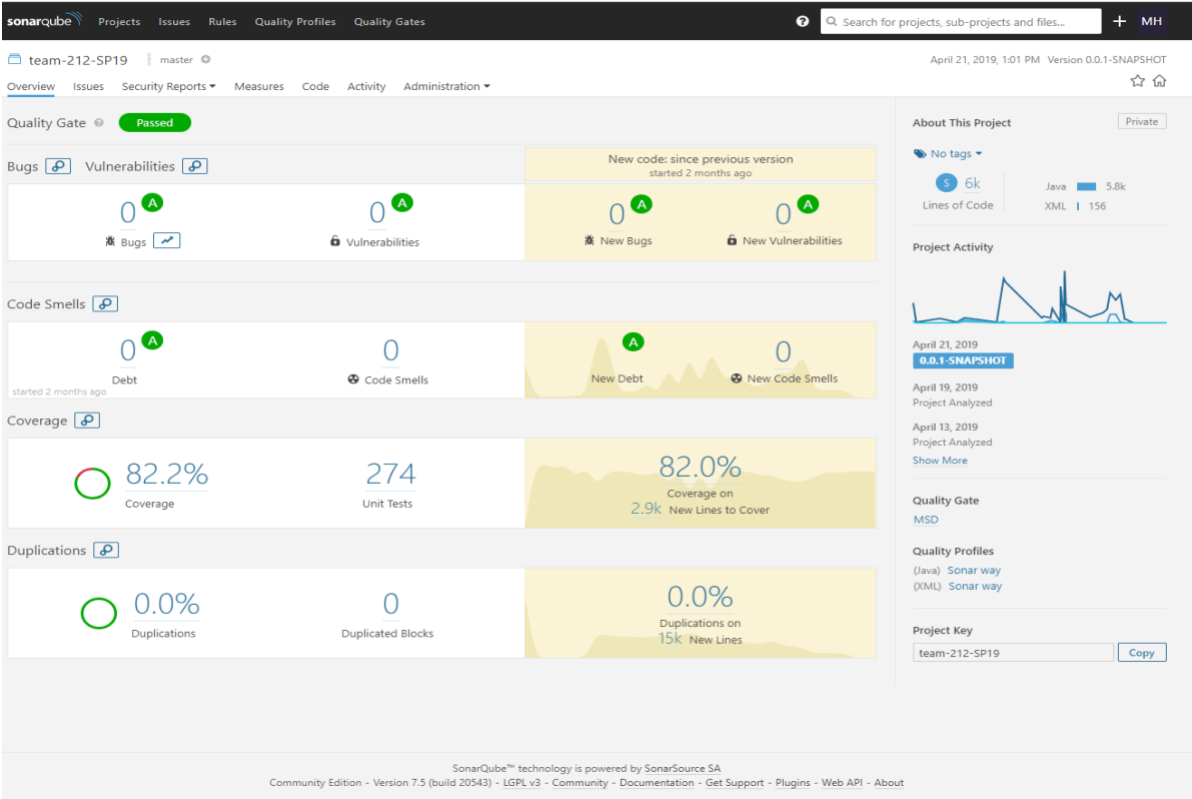 sonarqube Projects Issues Rules Quality Profiles Quality Gates Search for projects, sub-projects and files... MH
team-212-SP19 master April 21, 2019, 1:01 PM Version 0.0.1-SNAPSHOT
Overview Issues Security Reports Measures Code Activity Administration
Quality Gate Passed
Bugs Vulnerabilities
New code: since previous version
started 2 months ago
0 A
Bugs
0 A
Vulnerabilities
0 A
New Bugs
0 A
New Vulnerabilities
Code Smells
0 A
Debt
started 2 months ago
0
Code Smells
A
New Debt
0
New Code Smells
Coverage
82.2%
Coverage
274
Unit Tests
82.0%
Coverage on
2.9k New Lines to Cover
Duplications
0.0%
Duplications
0
Duplicated Blocks
0.0%
Duplications on
15k New Lines
About This Project Private
No tags
S 6k
Lines of Code
Java 5.8k
XML 156
Project Activity
April 21, 2019
0.0.1-SNAPSHOT
April 19, 2019
Project Analyzed
April 13, 2019
Project Analyzed
Show More
Quality Gate
MSD
Quality Profiles
(Java) Sonar way
(XML) Sonar way
Project Key
team-212-SP19 Copy
SonarQube™ technology is powered by SonarSource SA
Community Edition - Version 7.5 (build 20543) - LGPL v3 - Community - Documentation - Get Support - Plugins - Web API - About